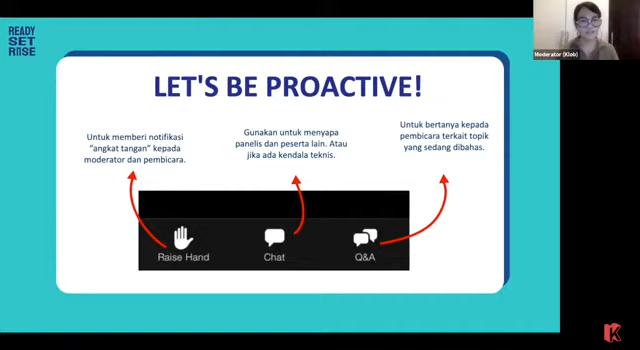 READY
SET
RISE
Moderator [Klob]
LET'S BE PROACTIVE!
Untuk memberi notifikasi
"angkat tangan" kepada
moderator dan pembicara.
Gunakan untuk menyapa
panelis dan peserta lain. Atau
jika ada kendala teknis.
Untuk bertanya kepada
pembicara terkait topik
yang sedang dibahas.
Raise Hand
Chat
Q&A